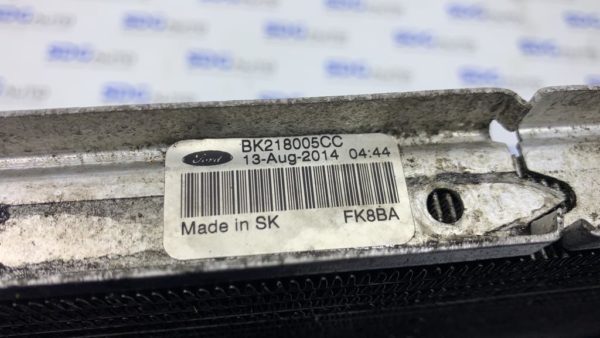 Ford
BK218005CC
13-Aug-2014 04:44
Made in SK
FK8BA